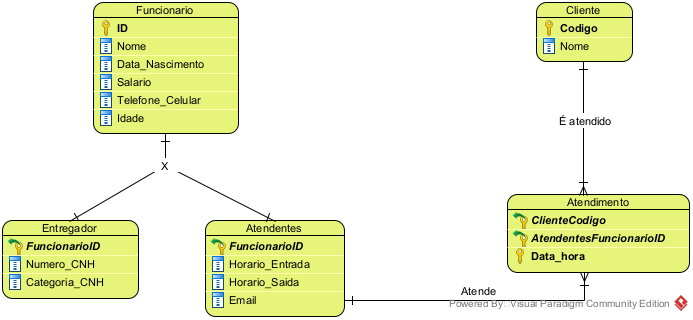 Funcionario
ID
Nome
Data_Nascimento
Salario
Telefone_Celular
Idade
Cliente
Codigo
Nome
X
É atendido
Entregador
FuncionarioID
Numero_CNH
Categoria_CNH
Atendentes
FuncionarioID
Horario_Entrada
Horario_Saida
Email
Atendimento
ClienteCodigo
AtendentesFuncionarioID
Data_hora
Atende
Powered By Visual Paradigm Community Edition